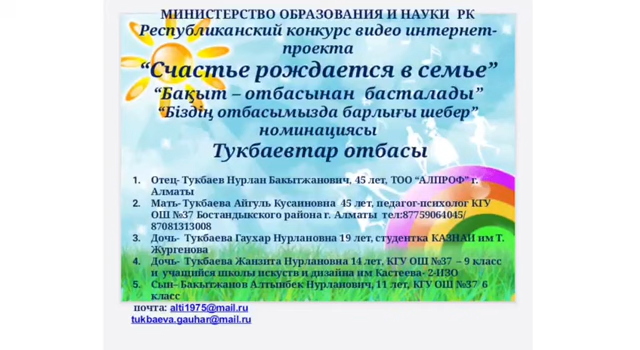 МИНИСТЕРСТВО ОБРАЗОВАНИЯ И НАУКИ РК
Республиканский конкурс видео интернет-
проекта
“Счастье рождается в семье”
“Бақыт – отбасынан басталады”
“Біздің отбасымызда барлығы шебер”
номинациясы
Тукбаевтар отбасы
1. Отец- Тукбаев Нурлан Бакытжанович, 45 лет, ТОО “АЛПРОФ” г.
Алматы
2. Мать- Тукбаева Айгуль Кусаиновна 45 лет, педагог-психолог КГУ
ОШ №37 Бостандыкского района г. Алматы тел:87759064045/
87081313008
3. Дочь- Тукбаева Гаухар Нурлановна 19 лет, студентка КАЗНАИ им Т.
Жургенова
4. Дочь- Тукбаева Жанзита Нурлановна 14 лет, КГУ ОШ №37 – 9 класс
и учащийся школы искуств и дизайна им Кастеева- 2-ИЗО
5. Сын– Бакытжанов Алтынбек Нурланович, 11 лет, КГУ ОШ №37 6
класс
почта: alti1975@mail.ru
tukbaeva.gauhar@mail.ru